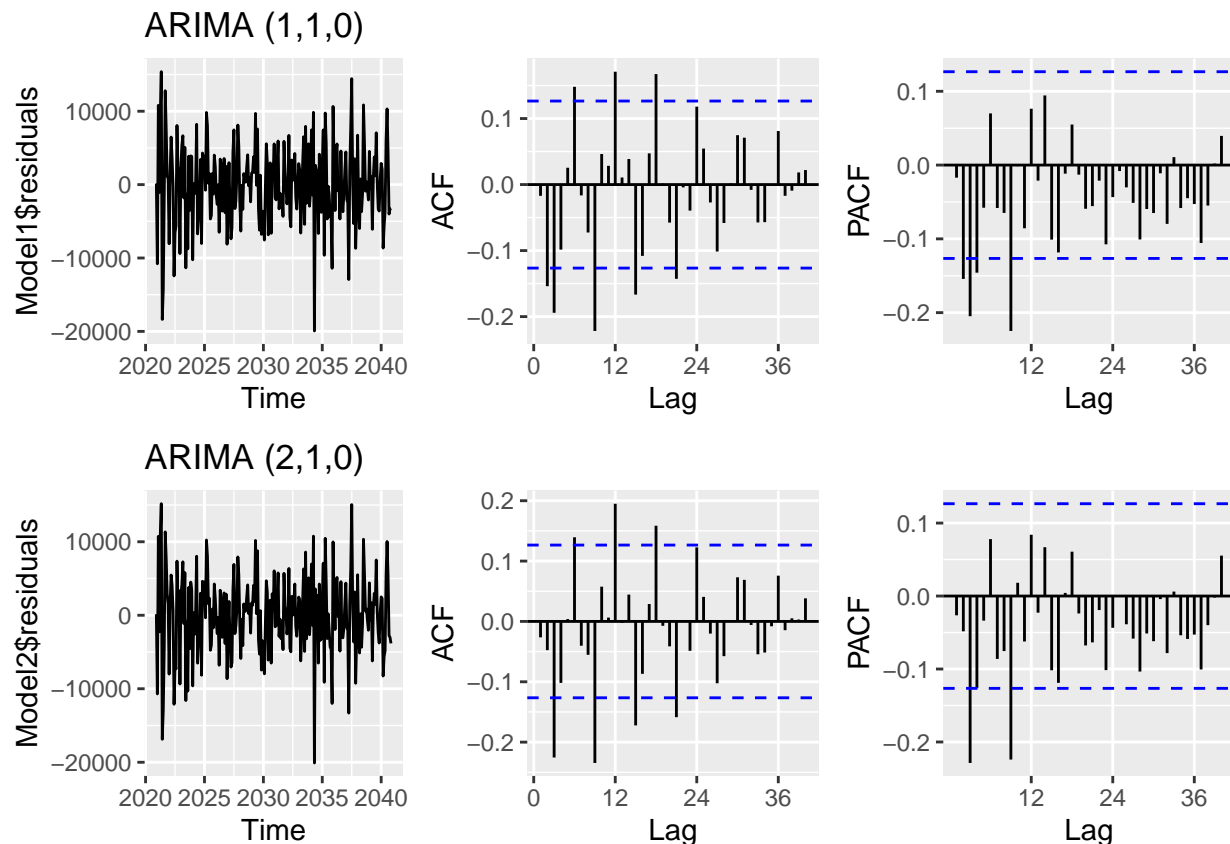 ARIMA (1,1,0)
Model1$residuals
10000
0
−10000
−20000
2020 2025 2030 2035 2040
Time
ACF
0.1
0.0
−0.1
−0.2
0 12 24 36
Lag
PACF
0.1
0.0
−0.1
−0.2
12 24 36
Lag
ARIMA (2,1,0)
Model2$residuals
10000
0
−10000
−20000
2020 2025 2030 2035 2040
Time
ACF
0.2
0.1
0.0
−0.1
−0.2
0 12 24 36
Lag
PACF
0.1
0.0
−0.1
−0.2
12 24 36
Lag